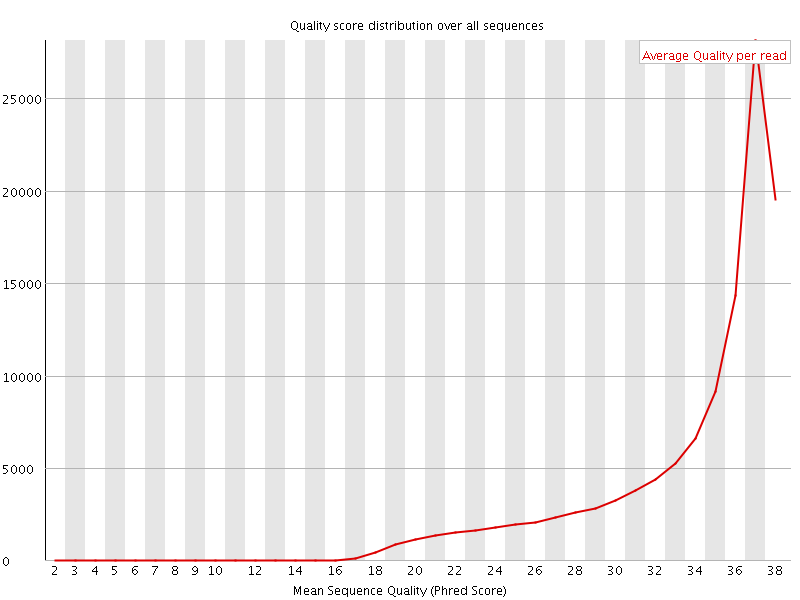 Quality score distribution over all sequences
Average Quality per read
25000
20000
15000
10000
5000
0
2 3 4 5 6 7 8 9 10 12 14 16 18 20 22 24 26 28 30 32 34 36 38
Mean Sequence Quality (Phred Score)